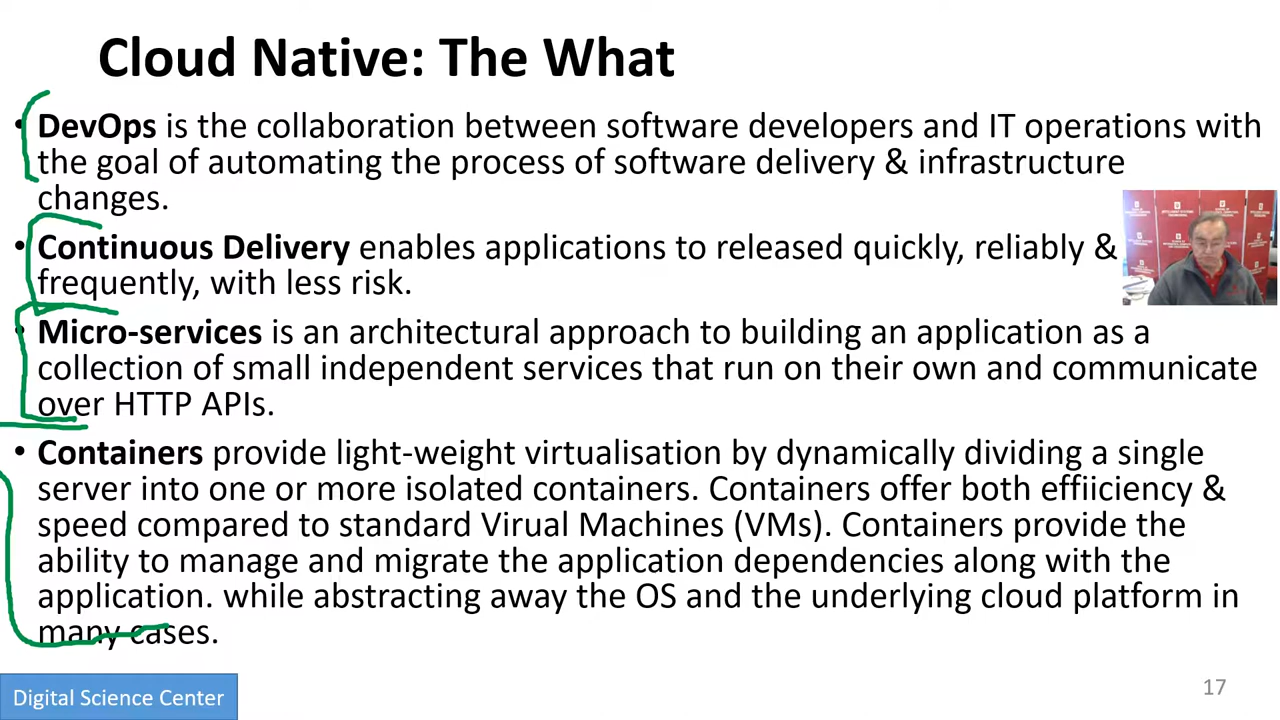 Cloud Native: The What
• DevOps is the collaboration between software developers and IT operations with
the goal of automating the process of software delivery & infrastructure
changes.
• Continuous Delivery enables applications to released quickly, reliably &
frequently, with less risk.
• Micro-services is an architectural approach to building an application as a
collection of small independent services that run on their own and communicate
over HTTP APIs.
• Containers provide light-weight virtualisation by dynamically dividing a single
server into one or more isolated containers. Containers offer both effiiciency &
speed compared to standard Virual Machines (VMs). Containers provide the
ability to manage and migrate the application dependencies along with the
application. while abstracting away the OS and the underlying cloud platform in
many cases.
Digital Science Center
17